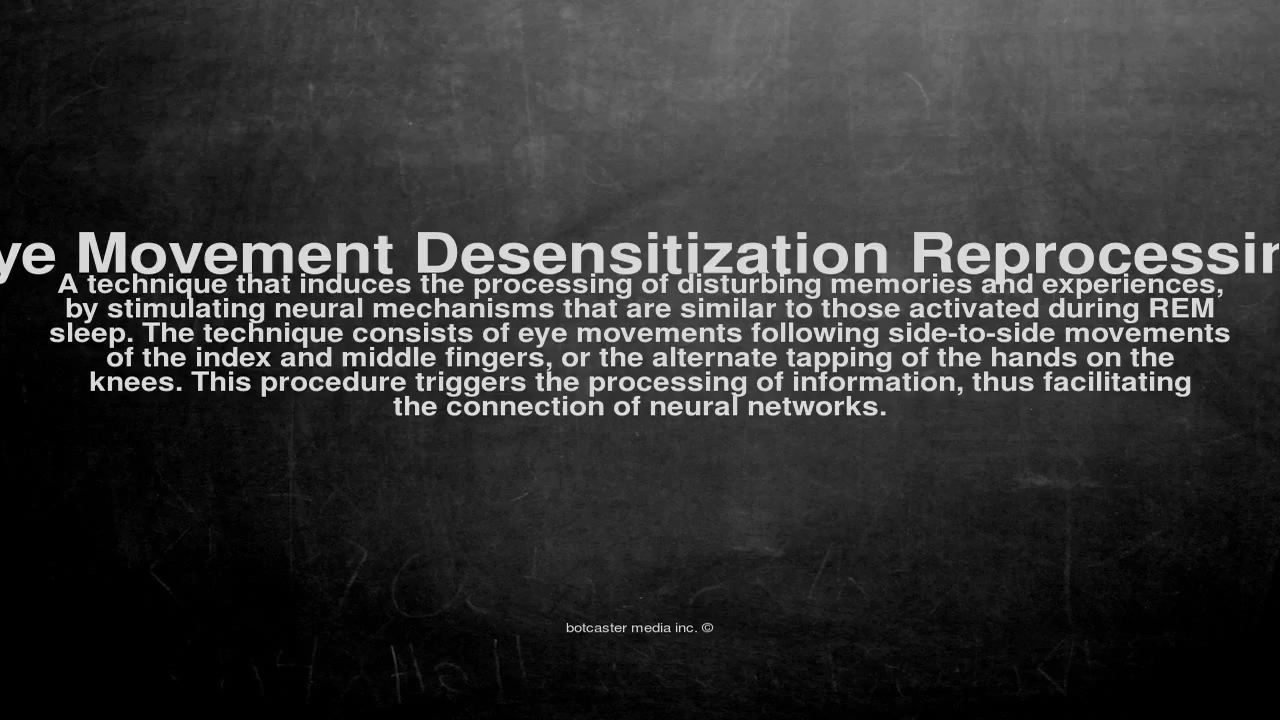 ye Movement Desensitization Reprocessin
A technique that induces the processing of disturbing memories and experiences,
by stimulating neural mechanisms that are similar to those activated during REM
sleep. The technique consists of eye movements following side-to-side movements
of the index and middle fingers, or the alternate tapping of the hands on the
knees. This procedure triggers the processing of information, thus facilitating
the connection of neural networks.
botcaster media inc. ©